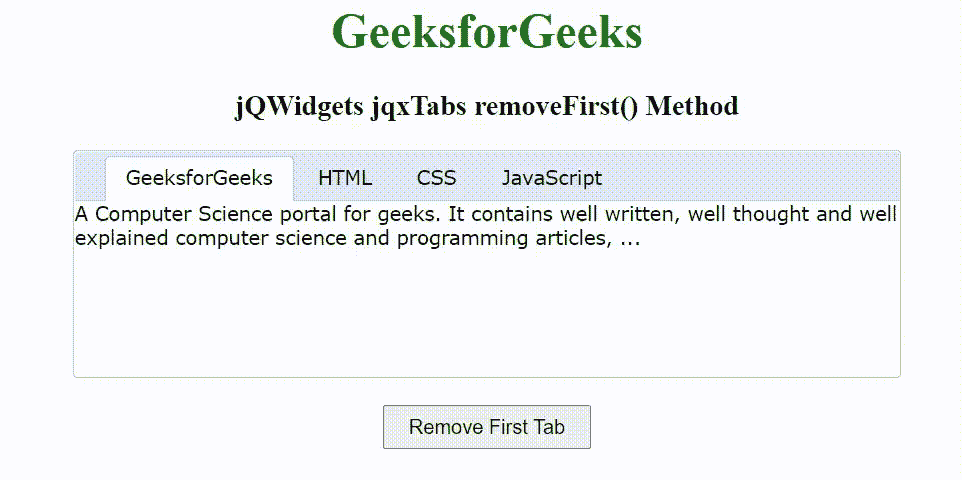 GeeksforGeeks
jQWidgets jqxTabs removeFirst() Method
GeeksforGeeks HTML CSS JavaScript
A Computer Science portal for geeks. It contains well written, well thought and well
explained computer science and programming articles, ...
Remove First Tab